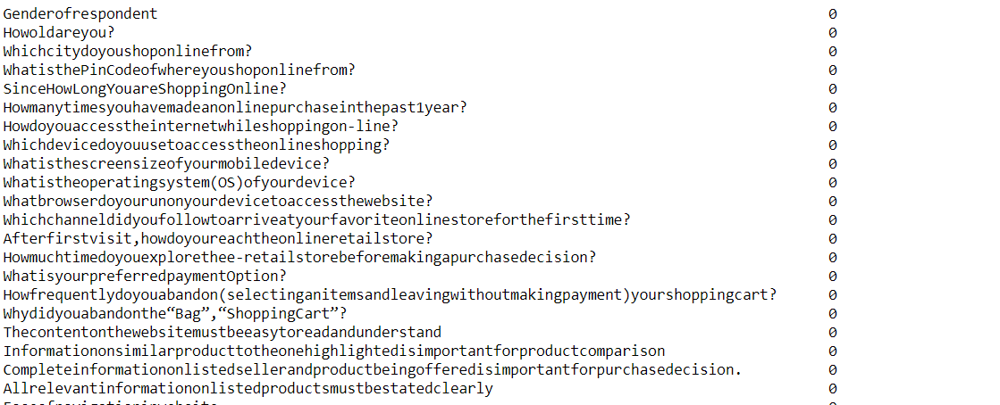 Genderofrespondent 0
Howoldareyou? 0
Whichcitydoyoushoponlinefrom? 0
WhatisthePinCodeofwhereyoushoponlinefrom? 0
SinceHowLongYouareShoppingOnline? 0
Howmanytimesyouhavemadeanonlinepurchaseinthepast1year? 0
Howdoyouaccesstheinternetwhileshoppingon-line? 0
Whichdevicedoyouusetoaccesstheonlineshopping? 0
Whatisthescreensizeofyourmobiledevice? 0
Whatistheoperatingsystem(OS)ofyourdevice? 0
Whatbrowserdoyourunonyourdevicetoaccessthewebsite? 0
Whichchanneldidyoufollowtoarriveatyourfavoriteonlinestoreforthefirsttime? 0
Afterfirstvisit,howdoyoureachtheonlineretailstore? 0
Howmuchtimedoyouexplorethee-retailstorebeforemakingapurchasedecision? 0
WhatisyourpreferredpaymentOption? 0
Howfrequentlydoyouabandon(selectinganitemsandleavingwithoutmakingpayment)yourshoppingcart? 0
Whydidyouabandonthe“Bag”,“ShoppingCart”? 0
Thecontentonthewebsitemustbeeasytoreadandunderstand 0
Informationonsimilarproducttotheonehighlightedisimportantforproductcomparison 0
Completeinformationonlistedsellerandproductbeingofferedisimportantforpurchasedecision. 0
Allrelevantinformationonlistedproductsmustbestatedclearly 0